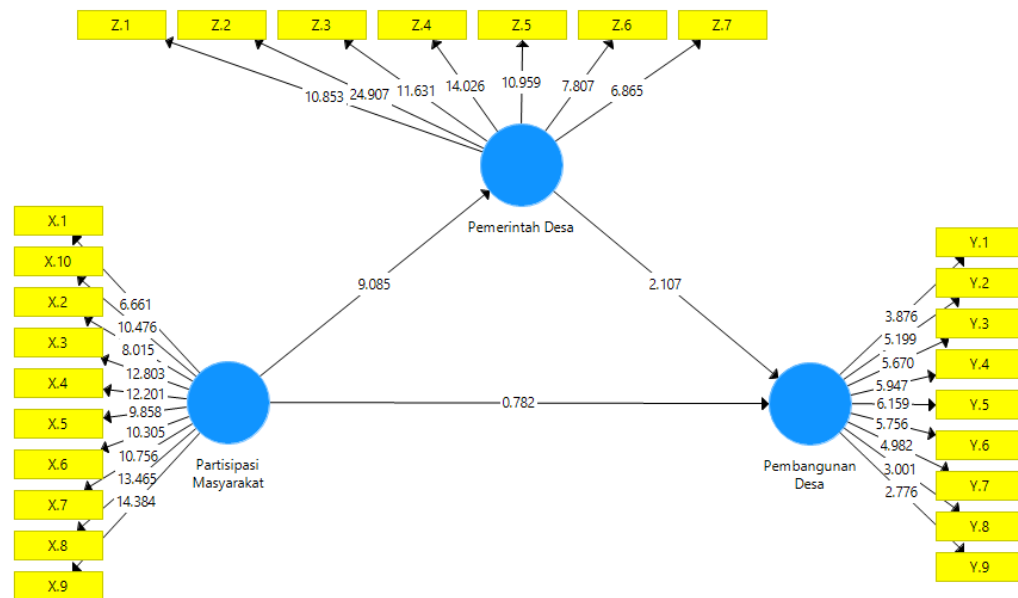 Z.1
Z.2
Z.3
Z.4
Z.5
Z.6
Z.7
10.853
24.907
11.631
14.026
10.959
7.807
6.865
Pemerintah Desa
9.085
2.107
0.782
X.1
X.10
X.2
X.3
X.4
X.5
X.6
X.7
X.8
X.9
6.661
10.476
8.015
12.803
12.201
9.858
10.305
10.756
13.465
14.384
Partisipasi
Masyarakat
Pembangunan
Desa
3.876
5.199
5.670
5.947
6.159
5.756
4.982
3.001
2.776
Y.1
Y.2
Y.3
Y.4
Y.5
Y.6
Y.7
Y.8
Y.9